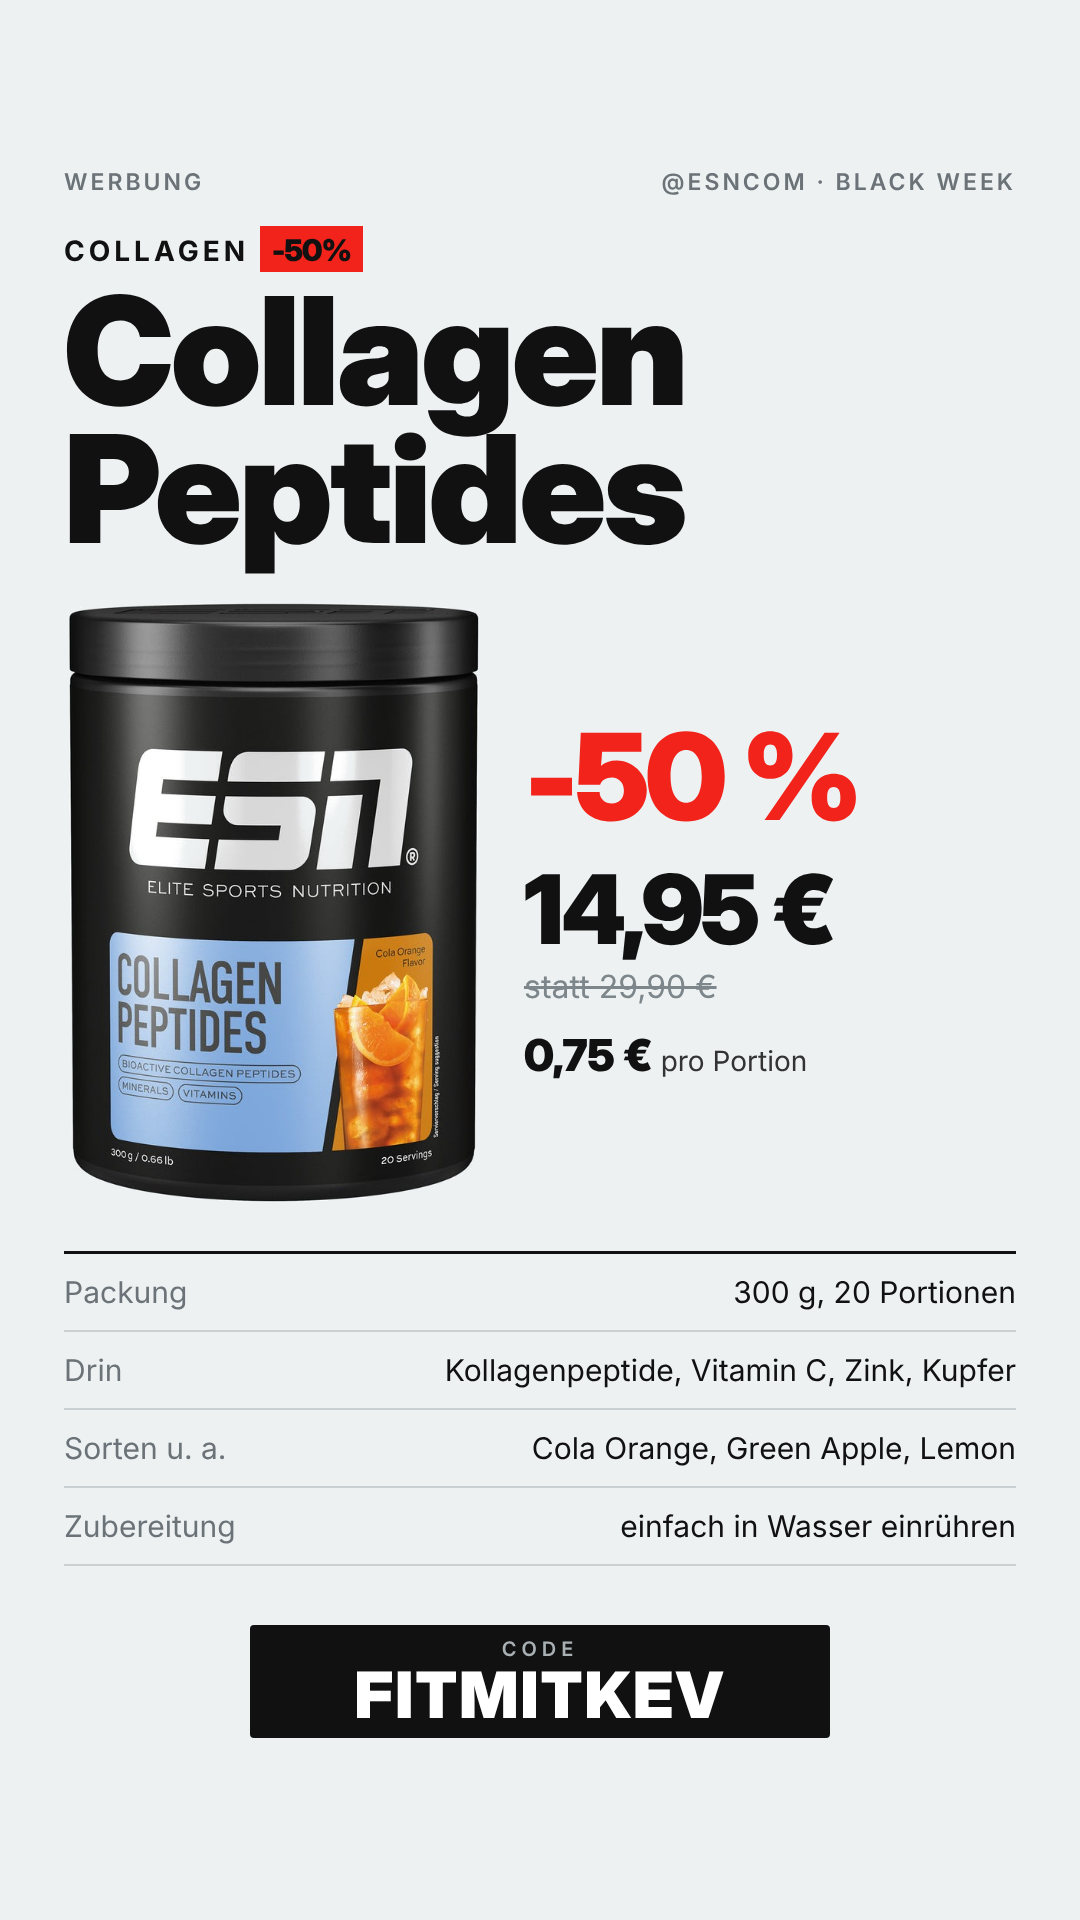 WERBUNG
@ESNCOM · BLACK WEEK
COLLAGEN -50%
Collagen
Peptides
ESN®
ELITE SPORTS NUTRITION
Cola Orange
Flavor
COLLAGEN
PEPTIDES
BIOACTIVE COLLAGEN PEPTIDES
MINERALS VITAMINS
Serviervorschlag / Serving suggestion
300 g / 0.66 lb
20 Servings
-50 %
14,95 €
statt 29,90 €
0,75 € pro Portion
Packung 300 g, 20 Portionen
Drin Kollagenpeptide, Vitamin C, Zink, Kupfer
Sorten u. a. Cola Orange, Green Apple, Lemon
Zubereitung einfach in Wasser einrühren
CODE
FITMITKEV